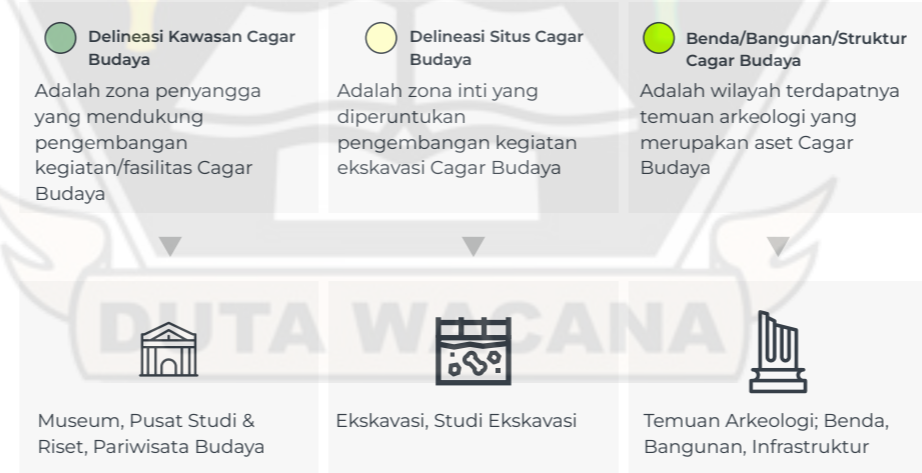 Delineasi Kawasan Cagar
Budaya
Adalah zona penyangga
yang mendukung
pengembangan
kegiatan/fasilitas Cagar
Budaya
Delineasi Situs Cagar
Budaya
Adalah zona inti yang
diperuntukan
pengembangan kegiatan
ekskavasi Cagar Budaya
Benda/Bangunan/Struktur
Cagar Budaya
Adalah wilayah terdapatnya
temuan arkeologi yang
merupakan aset Cagar
Budaya
DUTA WACANA
Museum, Pusat Studi &
Riset, Pariwisata Budaya
Ekskavasi, Studi Ekskavasi
Temuan Arkeologi; Benda,
Bangunan, Infrastruktur